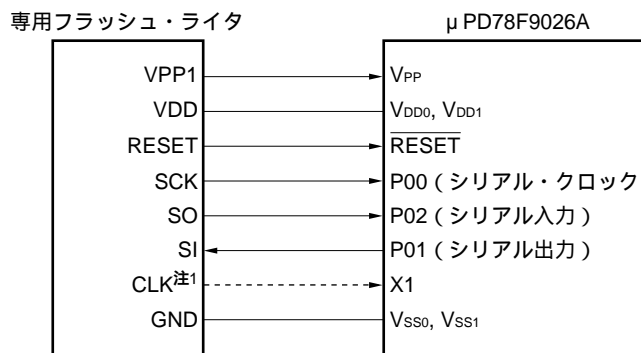 専用フラッシュ・ライタ
μPD78F9026A
VPP1
VPP
VDD
VDD0, VDD1
RESET
RESET
SCK
P00(シリアル・クロック
SO
P02(シリアル入力)
SI
P01(シリアル出力)
CLK注1
X1
GND
VSS0, VSS1